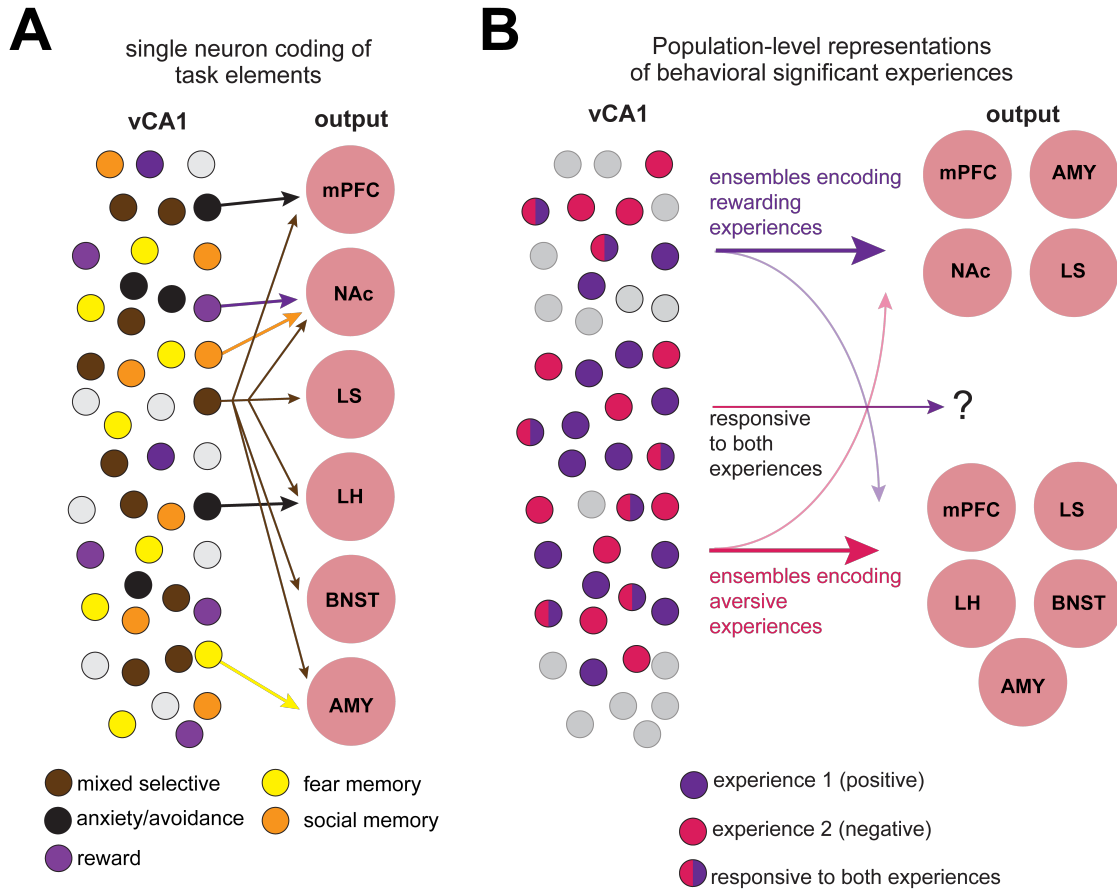 A
single neuron coding of
task elements
vCA1
output
mPFC
NAc
LS
LH
BNST
AMY
mixed selective
anxiety/avoidance
reward
fear memory
social memory
B
Population-level representations
of behavioral significant experiences
vCA1
output
ensembles encoding
rewarding
experiences
mPFC
AMY
NAc
LS
responsive
to both
experiences
?
ensembles encoding
aversive
experiences
mPFC
LS
LH
BNST
AMY
experience 1 (positive)
experience 2 (negative)
responsive to both experiences